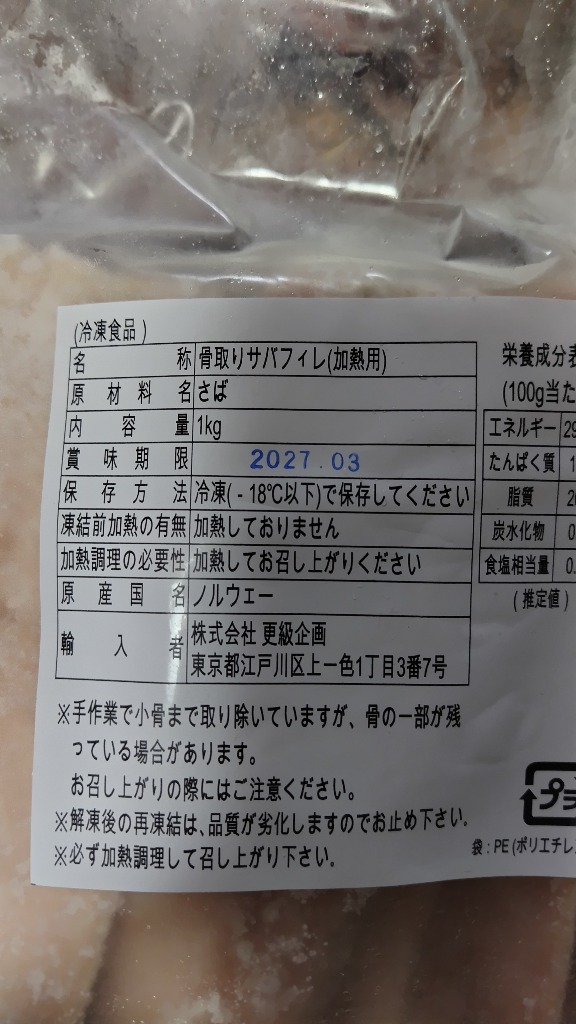 (冷凍食品)
名称 骨取りサバフィレ(加熱用)
原材料名 さば
内容量 1kg
賞味期限 2027.03
保存方法 冷凍(-18℃以下)で保存してください
凍結前加熱の有無 加熱しておりません
加熱調理の必要性 加熱してお召し上がりください
原産国名 ノルウェー
輸入者 株式会社 更級企画
東京都江戸川区上一色1丁目3番7号
※手作業で小骨まで取り除いていますが、骨の一部が残
っている場合があります。
お召し上がりの際にはご注意ください。
※解凍後の再凍結は、品質が劣化しますのでお止め下さい。
※必ず加熱調理して召し上がり下さい。
栄養成分表
(100g当た
エネルギー
たんぱく質
脂質
炭水化物
食塩相当量
(推定値)
プラ
袋:PE(ポリエチレ